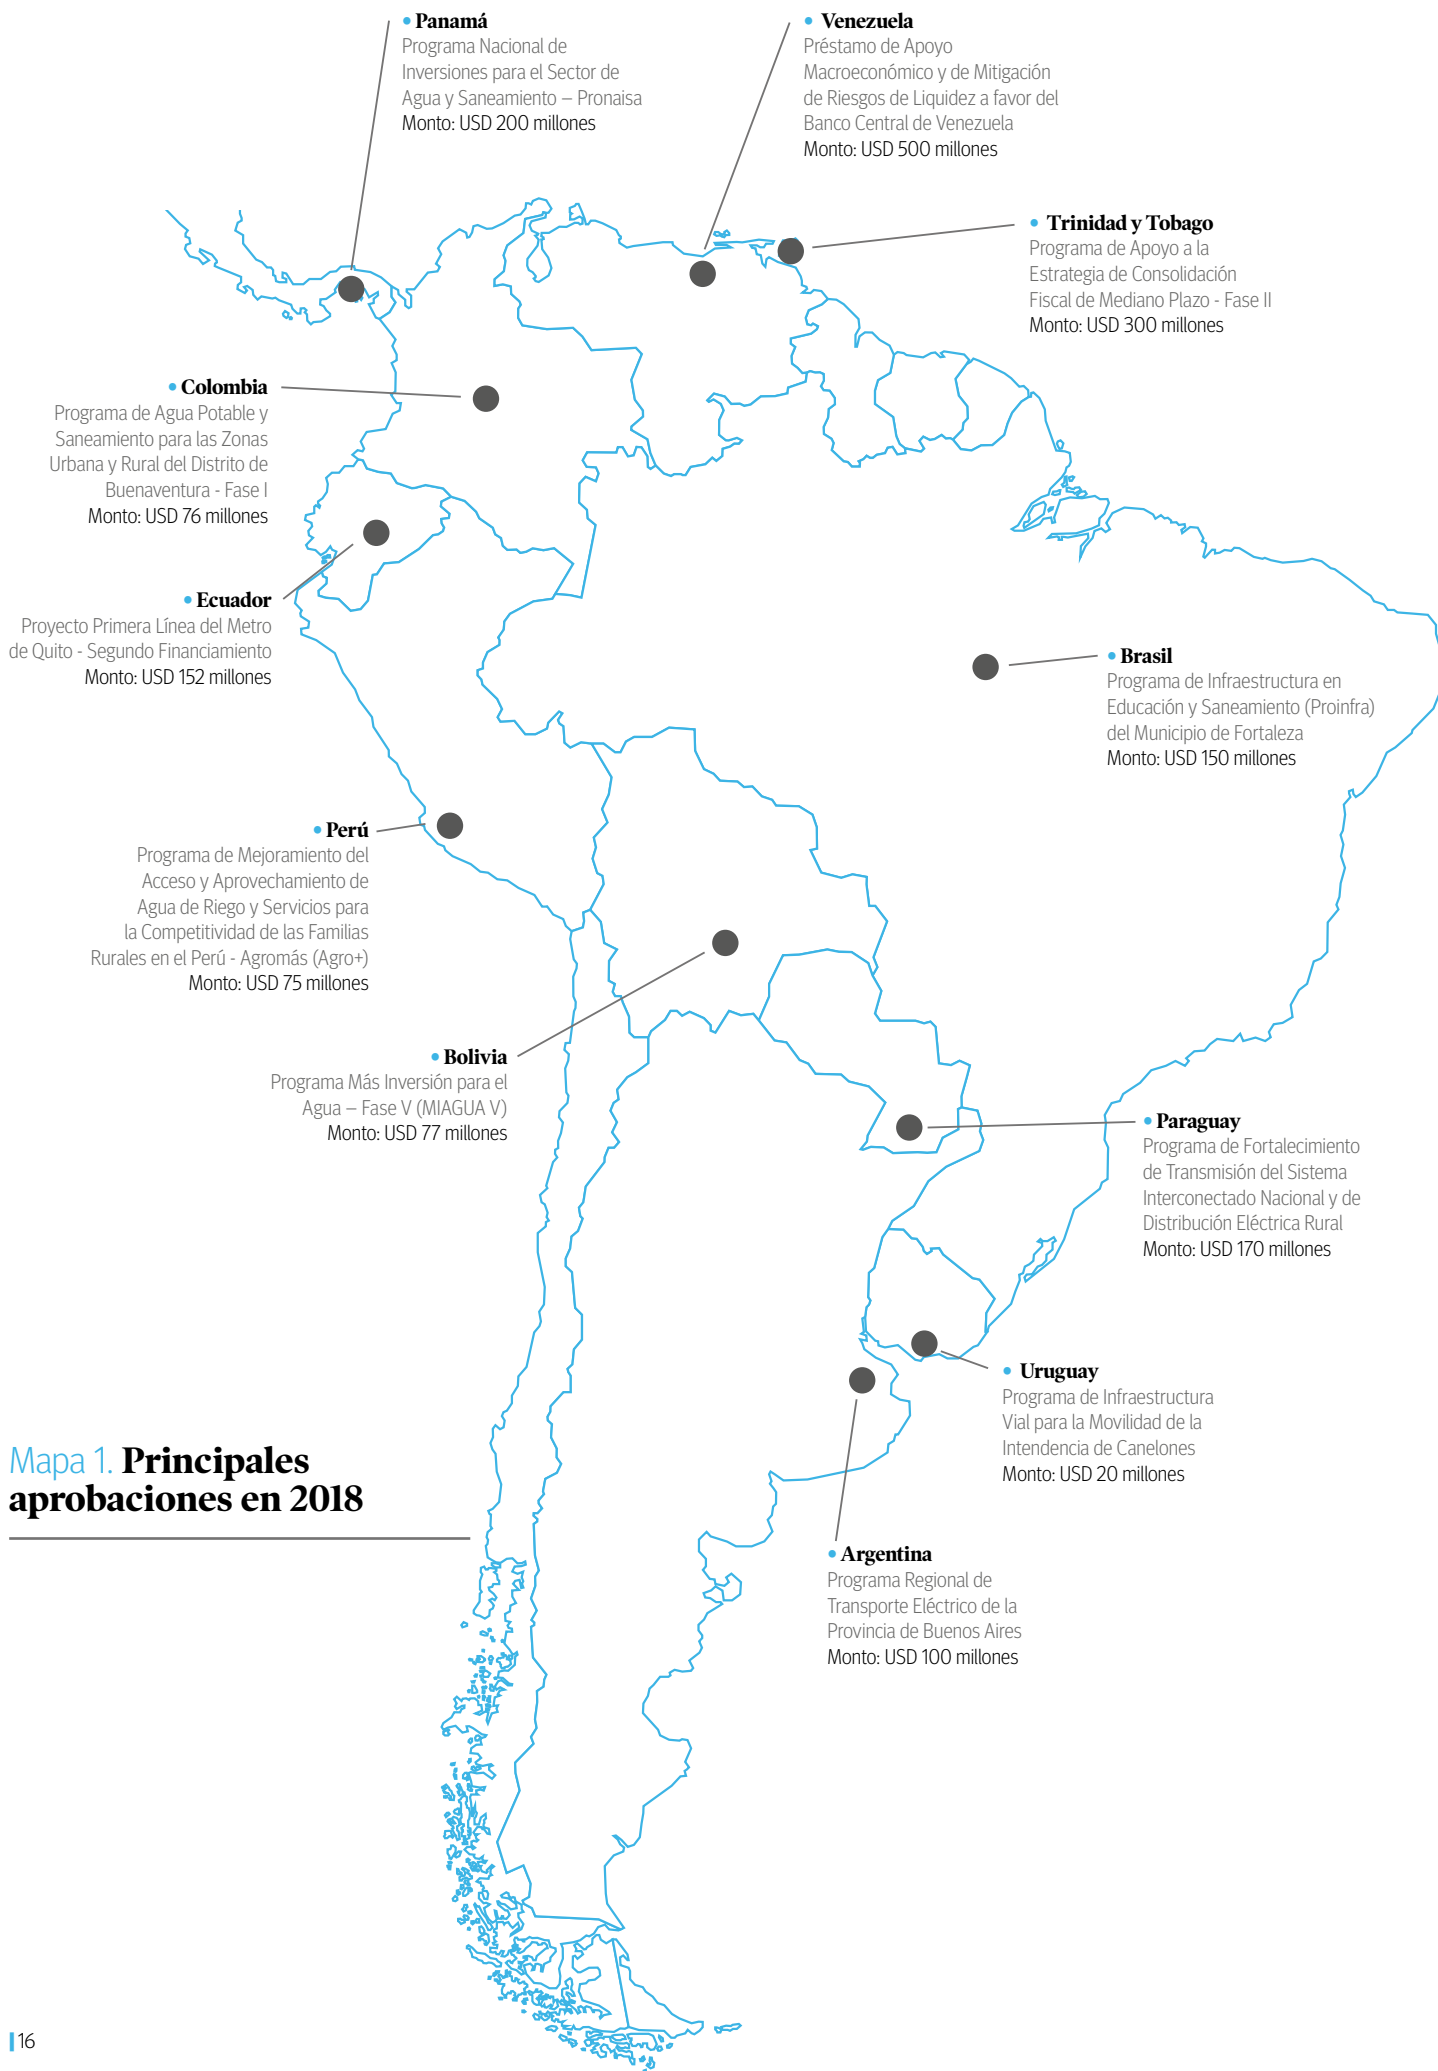 • Panamá
Programa Nacional de
Inversiones para el Sector de
Agua y Saneamiento – Pronaisa
Monto: USD 200 millones
• Venezuela
Préstamo de Apoyo
Macroeconómico y de Mitigación
de Riesgos de Liquidez a favor del
Banco Central de Venezuela
Monto: USD 500 millones
• Trinidad y Tobago
Programa de Apoyo a la
Estrategia de Consolidación
Fiscal de Mediano Plazo - Fase II
Monto: USD 300 millones
• Colombia
Programa de Agua Potable y
Saneamiento para las Zonas
Urbana y Rural del Distrito de
Buenaventura - Fase I
Monto: USD 76 millones
• Ecuador
Proyecto Primera Línea del Metro
de Quito - Segundo Financiamiento
Monto: USD 152 millones
• Brasil
Programa de Infraestructura en
Educación y Saneamiento (Proinfra)
del Municipio de Fortaleza
Monto: USD 150 millones
• Perú
Programa de Mejoramiento del
Acceso y Aprovechamiento de
Agua de Riego y Servicios para
la Competitividad de las Familias
Rurales en el Perú - Agromás (Agro+)
Monto: USD 75 millones
• Bolivia
Programa Más Inversión para el
Agua – Fase V (MIAGUA V)
Monto: USD 77 millones
• Paraguay
Programa de Fortalecimiento
de Transmisión del Sistema
Interconectado Nacional y de
Distribución Eléctrica Rural
Monto: USD 170 millones
• Uruguay
Programa de Infraestructura
Vial para la Movilidad de la
Intendencia de Canelones
Monto: USD 20 millones
Mapa 1. Principales
aprobaciones en 2018
• Argentina
Programa Regional de
Transporte Eléctrico de la
Provincia de Buenos Aires
Monto: USD 100 millones
16